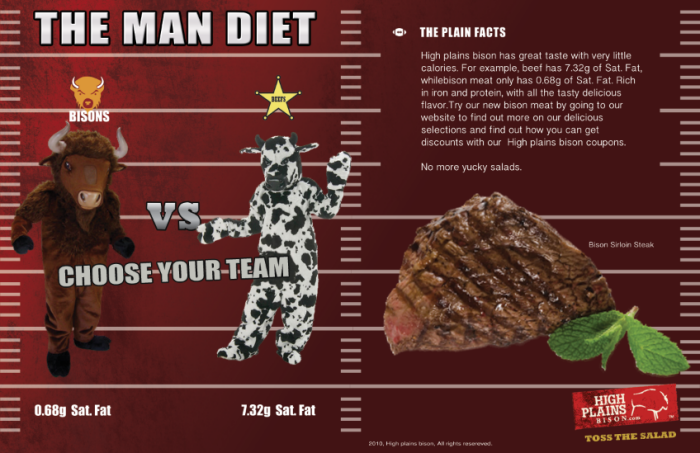 THE MAN DIET
BISONS
BEEFS
VS
CHOOSE YOUR TEAM
0.68g Sat. Fat
7.32g Sat. Fat
THE PLAIN FACTS
High plains bison has great taste with very little
calories. For example, beef has 7.32g of Sat. Fat,
whilebison meat only has 0.68g of Sat. Fat. Rich
in iron and protein, with all the tasty delicious
flavor.Try our new bison meat by going to our
website to find out more on our delicious
selections and find out how you can get
discounts with our High plains bison coupons.
No more yucky salads.
Bison Sirloin Steak
HIGH
PLAINS
BISON.com
TOSS THE SALAD
2013, High plains bison. All rights resereved.